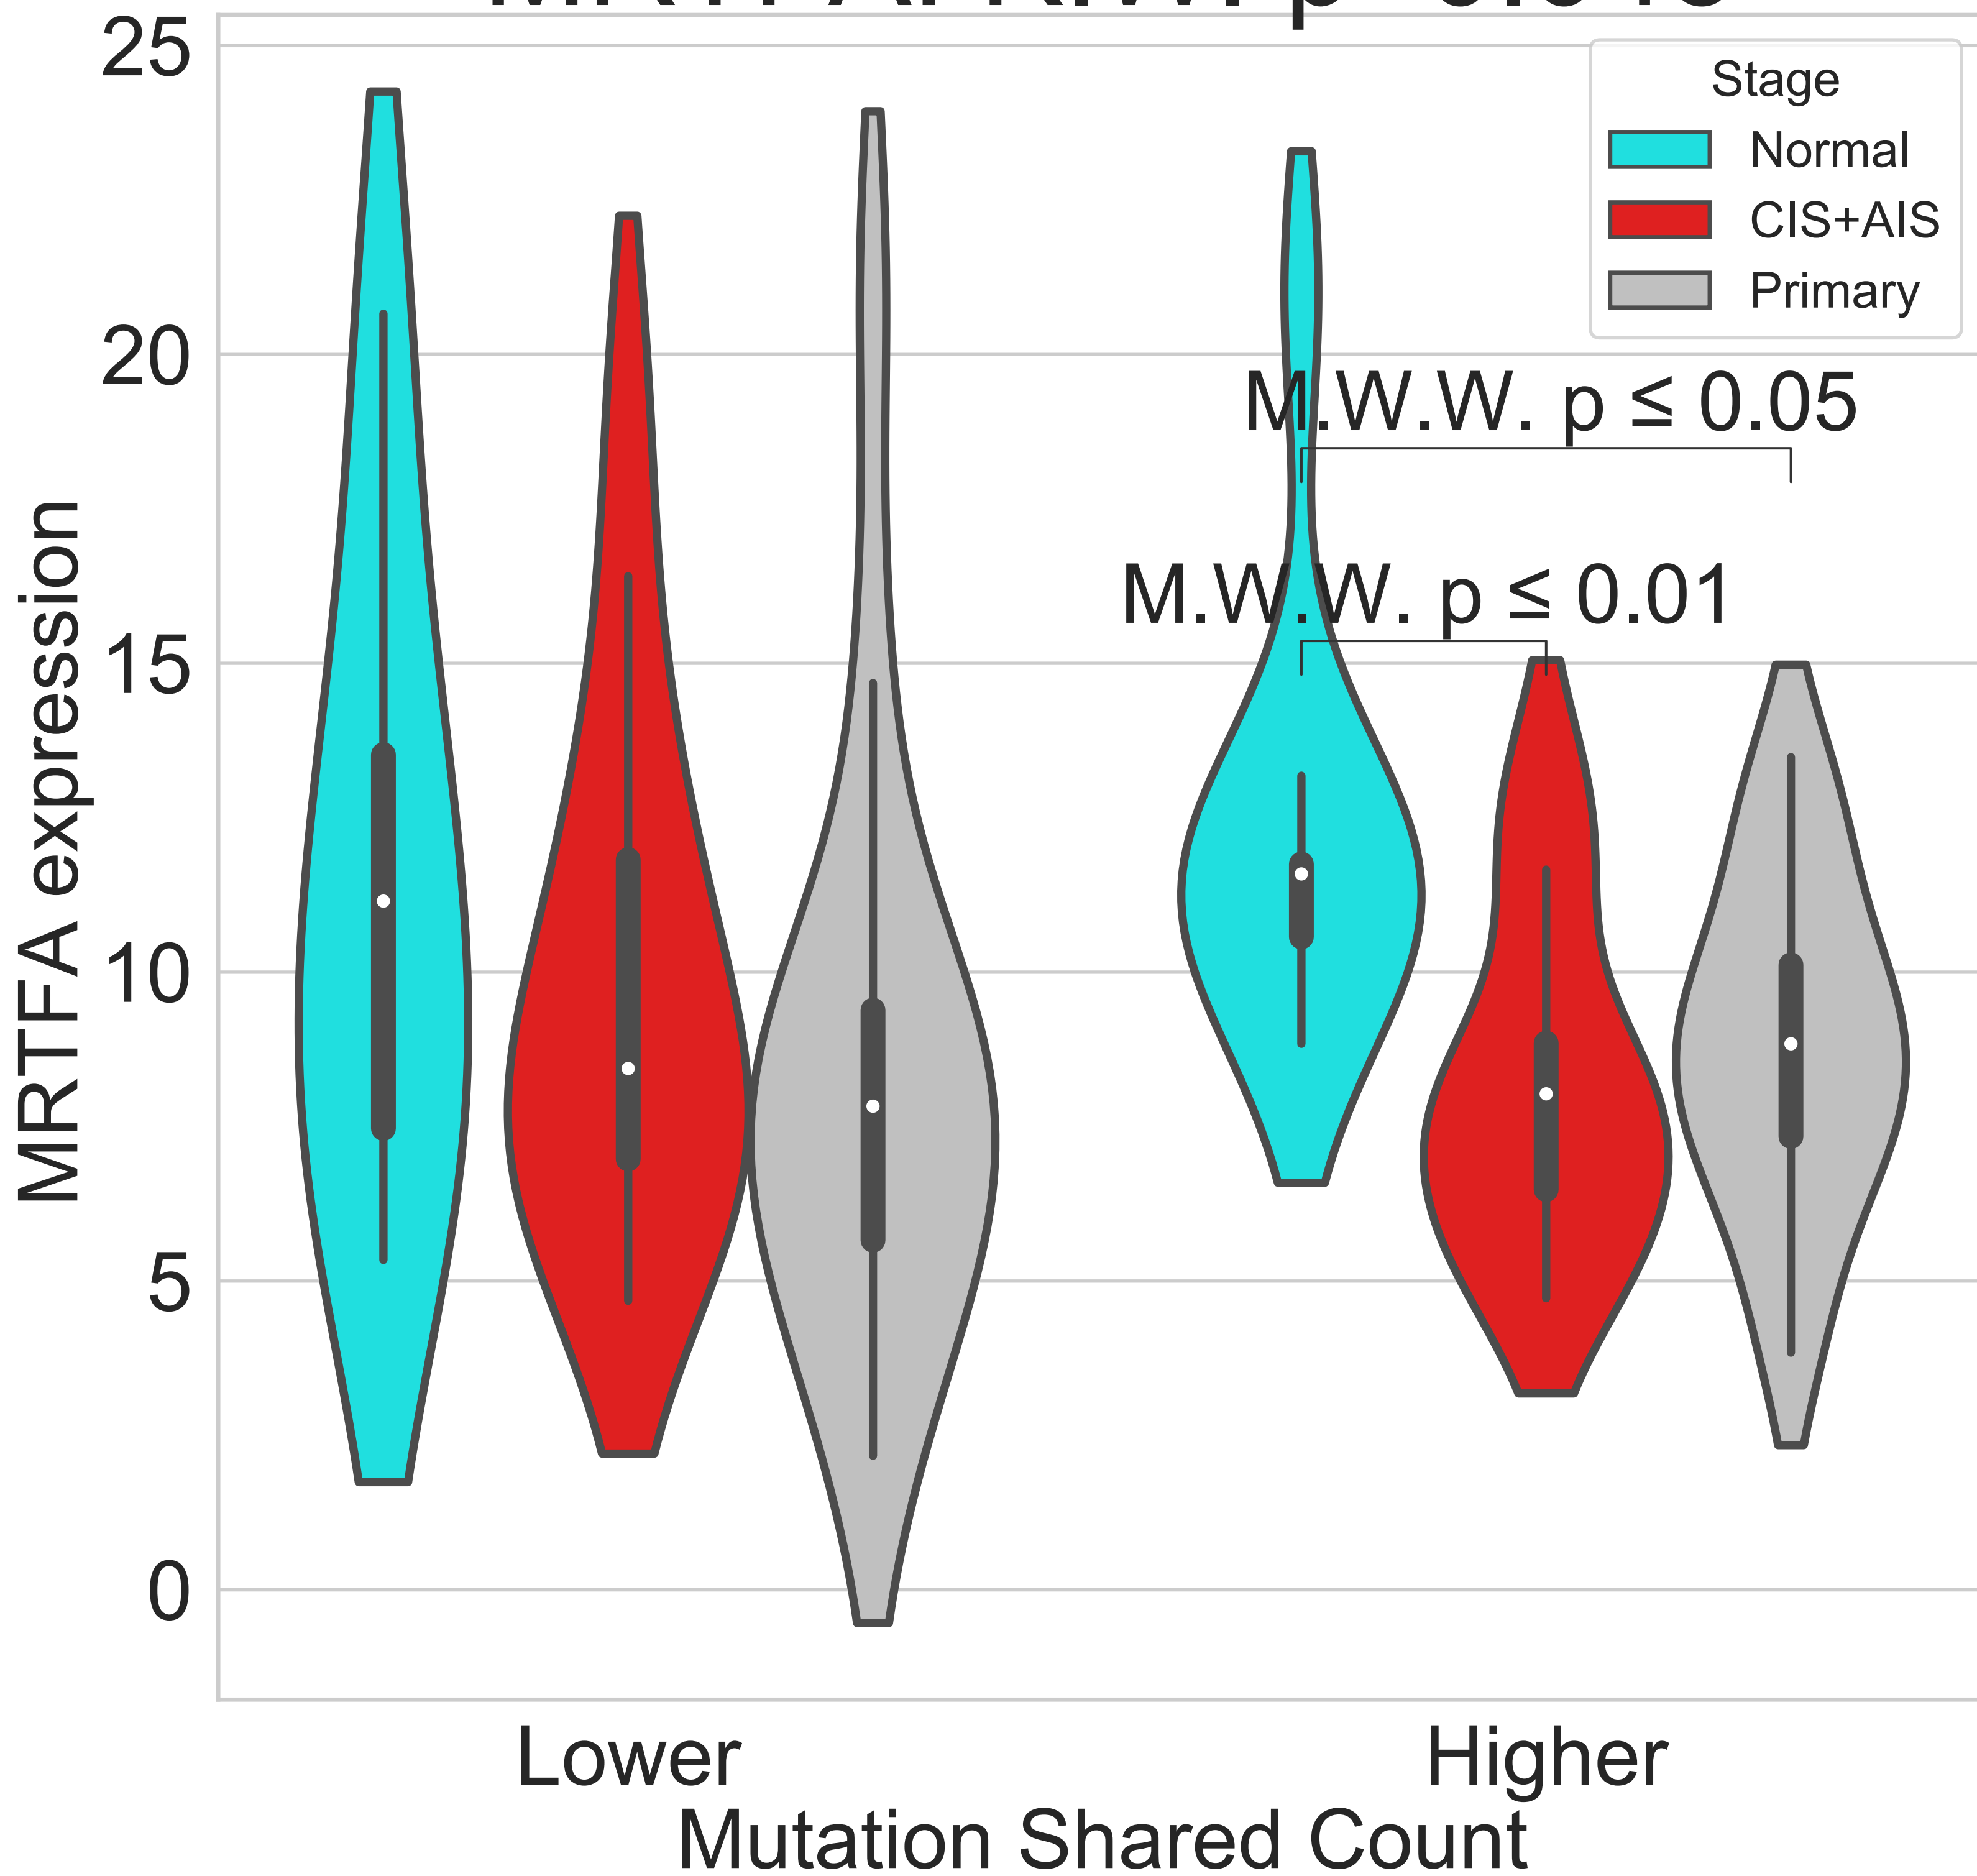 25
Stage
Normal
CIS+AIS
Primary
20
M.W.W. p ≤ 0.05
M.W.W. p ≤ 0.01
15
MRTFA expression
10
5
0
Lower
Higher
Mutation Shared Count